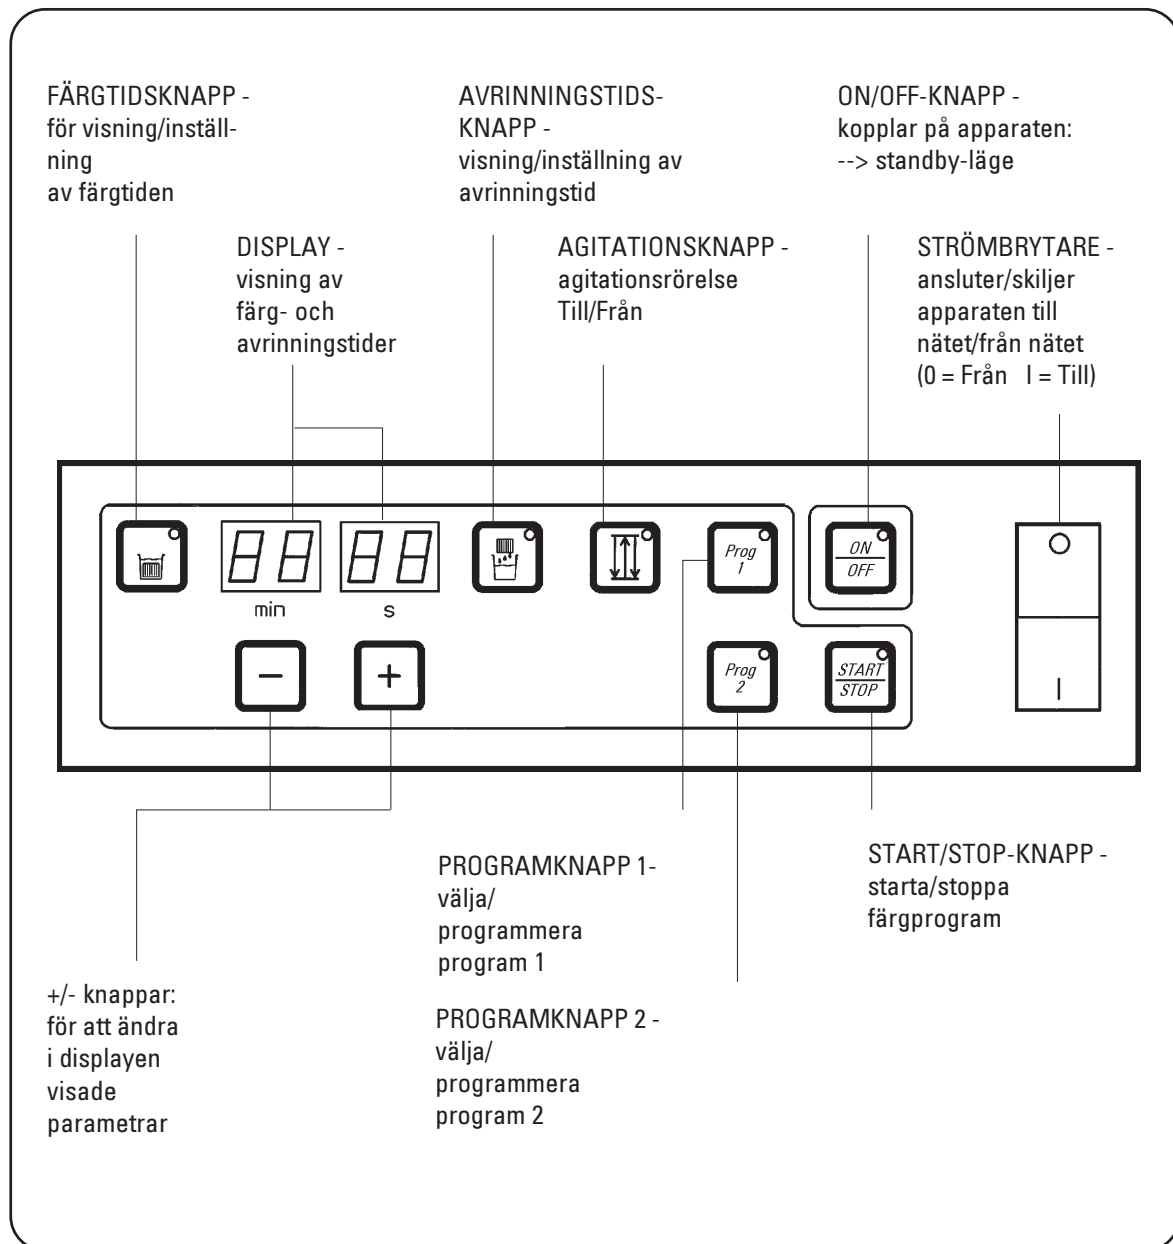 FÄRGTIDSKNAPP -
för visning/inställ-
ning
av färgtiden
AVRINNINGSTIDS-
KNAPP -
visning/inställning av
avrinningstid
ON/OFF-KNAPP -
kopplar på apparaten:
--> standby-läge
DISPLAY -
visning av
färg- och
avrinningstider
AGITATIONSKNAPP -
agitationsrörelse
Till/Från
STRÖMBRYTARE -
ansluter/skiljer
apparaten till
nätet/från nätet
(0 = Från I = Till)
88
88
min
s
Prog
1
ON
OFF
O
-
+
Prog
2
START
STOP
I
PROGRAMKNAPP 1-
välja/
programmera
program 1
START/STOP-KNAPP -
starta/stoppa
färgprogram
+/- knappar:
för att ändra
i displayen
visade
parametrar
PROGRAMKNAPP 2 -
välja/
programmera
program 2